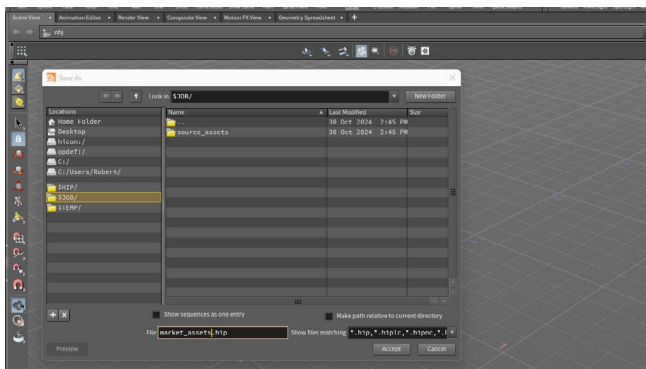 Scene View × Animation Editor × Render View × Composite View × Motion FX View × Geometry Spreadsheet × +
obj
Save As
Look in $JOB/ New Folder
Locations Name Last Modified Size
Home Folder .. 30 Oct 2024 2:45 PM
Desktop source_assets 30 Oct 2024 2:45 PM
hicon:/
opdef:/
C:/
C:/Users/Robert/
$HIP/
$JOB/
$TEMP/
+ × Show sequences as one entry Make path relative to current directory
File market_assets.hip Show files matching *.hip,*.hiplc,*.hipnc,*.
Preview Accept Cancel